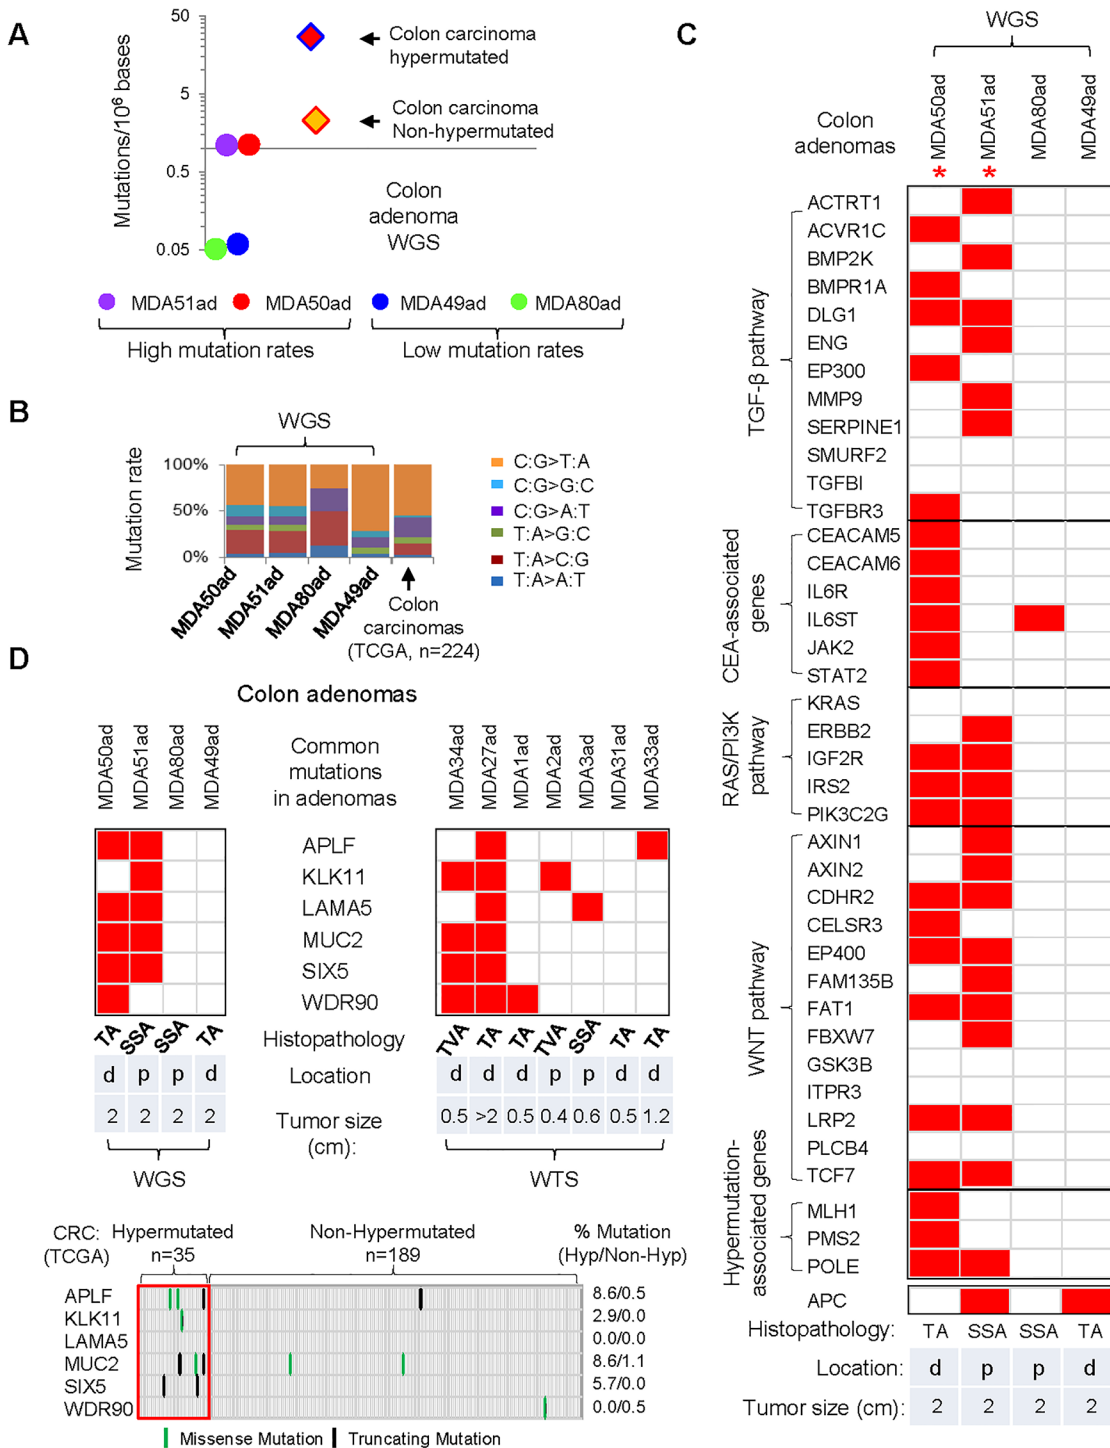 A
50
5
0.5
0.05
Mutations/10⁶ bases
Colon carcinoma
hypermutated
Colon carcinoma
Non-hypermutated
Colon
adenoma
WGS
MDA51ad
MDA50ad
MDA49ad
MDA80ad
High mutation rates
Low mutation rates
B
WGS
Mutation rate
100%
50%
0%
C:G>T:A
C:G>G:C
C:G>A:T
T:A>G:C
T:A>C:G
T:A>A:T
MDA50ad
MDA51ad
MDA80ad
MDA49ad
Colon
carcinomas
(TCGA, n=224)
C
WGS
Colon
adenomas
MDA50ad
MDA51ad
MDA80ad
MDA49ad
* *
TGF-β pathway
ACTRT1
ACVR1C
BMP2K
BMPR1A
DLG1
ENG
EP300
MMP9
SERPINE1
SMURF2
TGFBI
TGFBR3
CEA-associated
genes
CEACAM5
CEACAM6
IL6R
IL6ST
JAK2
STAT2
RAS/PI3K
pathway
KRAS
ERBB2
IGF2R
IRS2
PIK3C2G
WNT pathway
AXIN1
AXIN2
CDHR2
CELSR3
EP400
FAM135B
FAT1
FBXW7
GSK3B
ITPR3
LRP2
PLCB4
TCF7
Hypermutation-
associated genes
MLH1
PMS2
POLE
APC
Histopathology: TA SSA SSA TA
Location: d p p d
Tumor size (cm): 2 2 2 2
D
Colon adenomas
MDA50ad
MDA51ad
MDA80ad
MDA49ad
Common
mutations
in adenomas
MDA34ad
MDA27ad
MDA1ad
MDA2ad
MDA3ad
MDA31ad
MDA33ad
APLF
KLK11
LAMA5
MUC2
SIX5
WDR90
TA SSA SSA TA Histopathology TVA TA TA TVA SSA TA TA
d p p d Location d d d p p d d
2 2 2 2 Tumor size 0.5 >2 0.5 0.4 0.6 0.5 1.2
(cm):
WGS
WTS
CRC: Hypermutated Non-Hypermutated % Mutation
(TCGA) n=35 n=189 (Hyp/Non-Hyp)
APLF 8.6/0.5
KLK11 2.9/0.0
LAMA5 0.0/0.0
MUC2 8.6/1.1
SIX5 5.7/0.0
WDR90 0.0/0.5
Missense Mutation Truncating Mutation